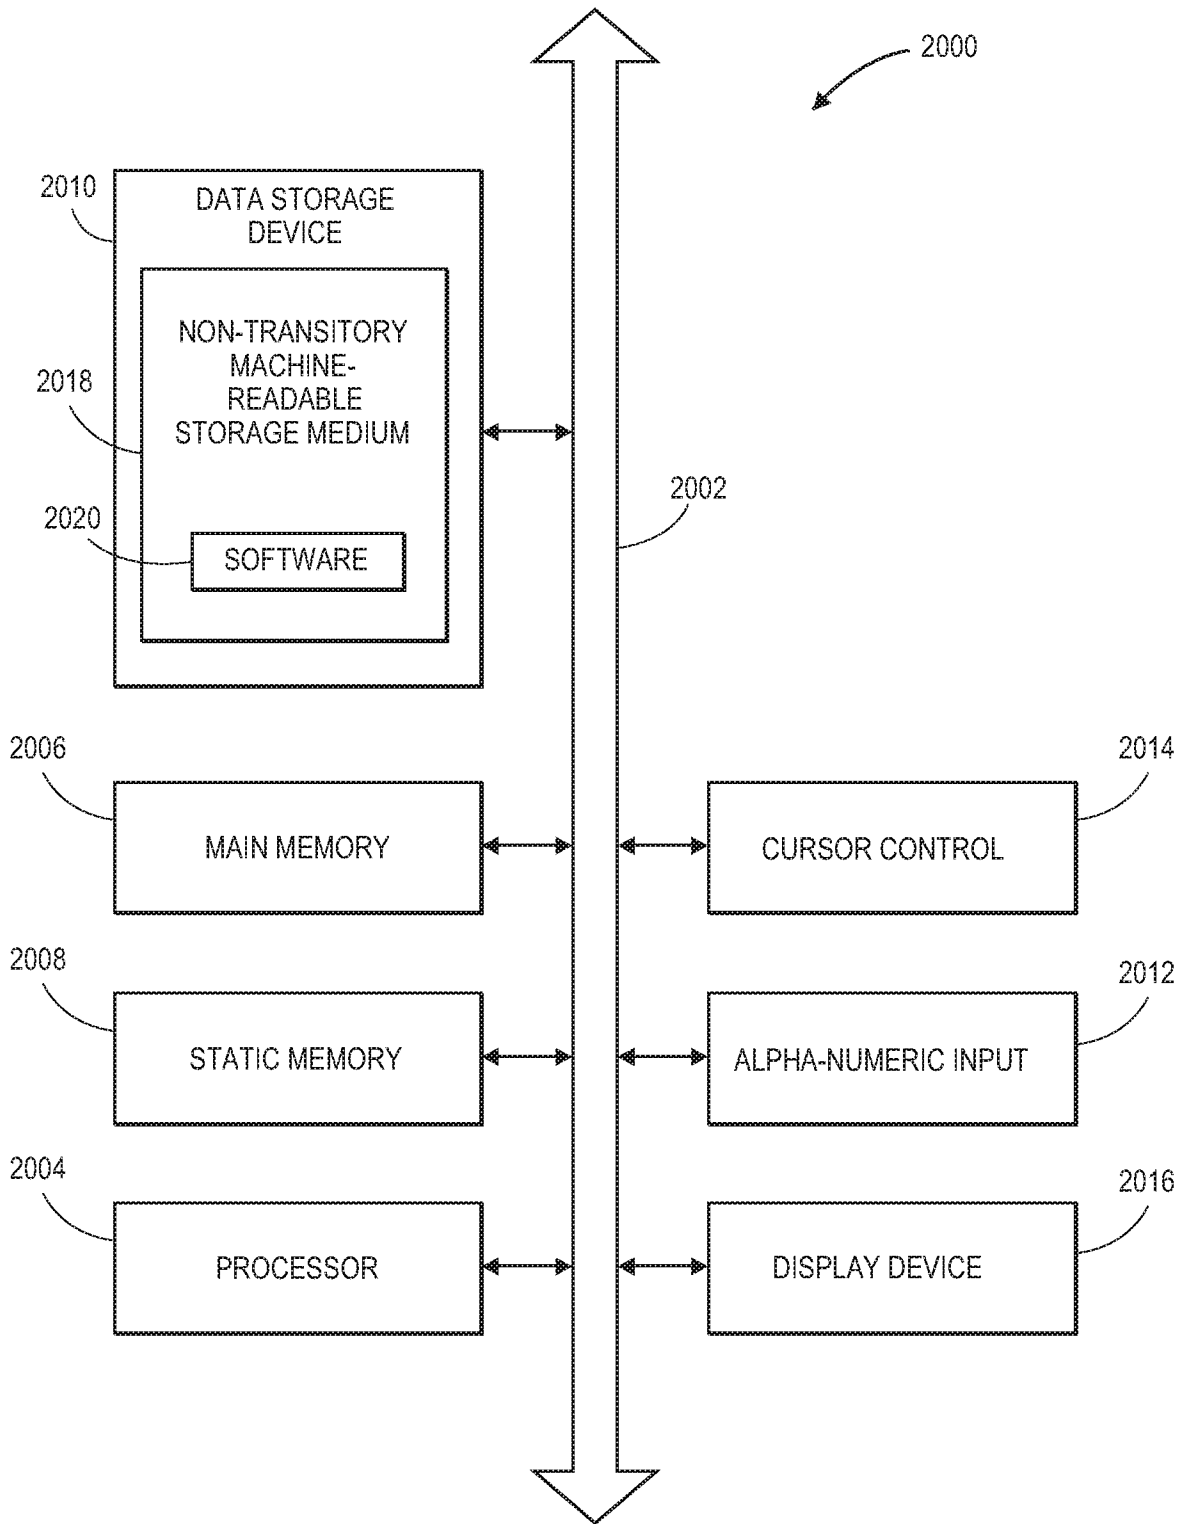 2000
2010
DATA STORAGE
DEVICE
NON-TRANSITORY
MACHINE-
READABLE
STORAGE MEDIUM
2018
2002
2020
SOFTWARE
2006
MAIN MEMORY
2014
CURSOR CONTROL
2008
STATIC MEMORY
2012
ALPHA-NUMERIC INPUT
2004
PROCESSOR
2016
DISPLAY DEVICE